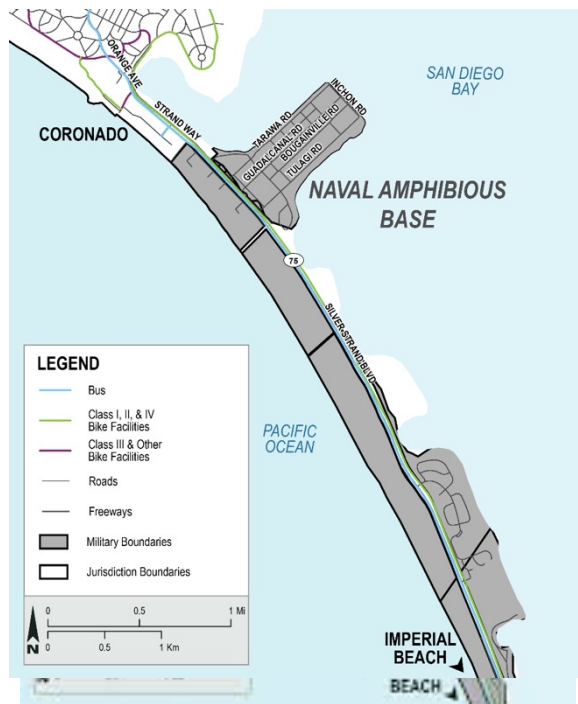 ORANGE AVE
SAN DIEGO
BAY
STRAND WAY
CORONADO
TARAWA RD
INCHON RD
GUADALCANAL RD
BOUGAINVILLE RD
TULAGI RD
NAVAL AMPHIBIOUS
BASE
75
SILVER STRAND BLVD
LEGEND
Bus
Class I, II, & IV
Bike Facilities
Class III & Other
Bike Facilities
Roads
Freeways
Military Boundaries
Jurisdiction Boundaries
PACIFIC
OCEAN
0 0.5 1 Mi
0 0.5 1 Km
N
IMPERIAL
BEACH
BEACH